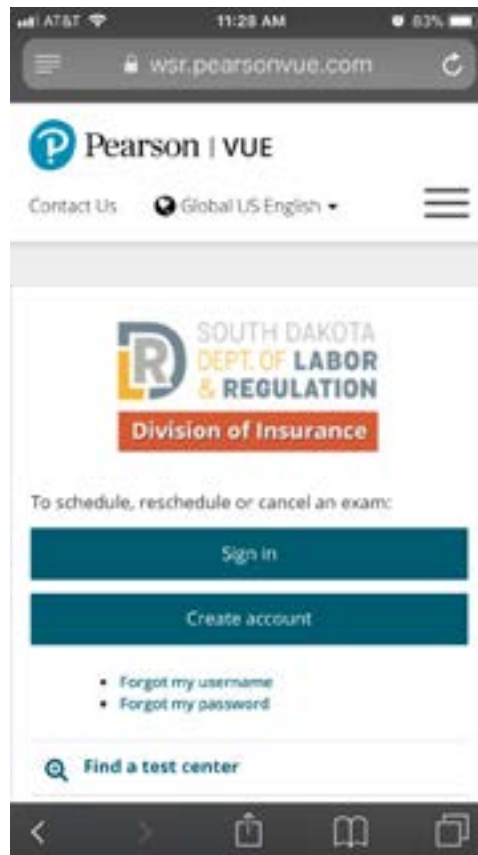 AT&T 11:28 AM 83%
wsr.pearsonvue.com
Pearson | VUE
Contact Us Global US English
SOUTH DAKOTA
DEPT. OF LABOR
& REGULATION
DLR
Division of Insurance
To schedule, reschedule or cancel an exam:
Sign in
Create account
• Forgot my username
• Forgot my password
Find a test center